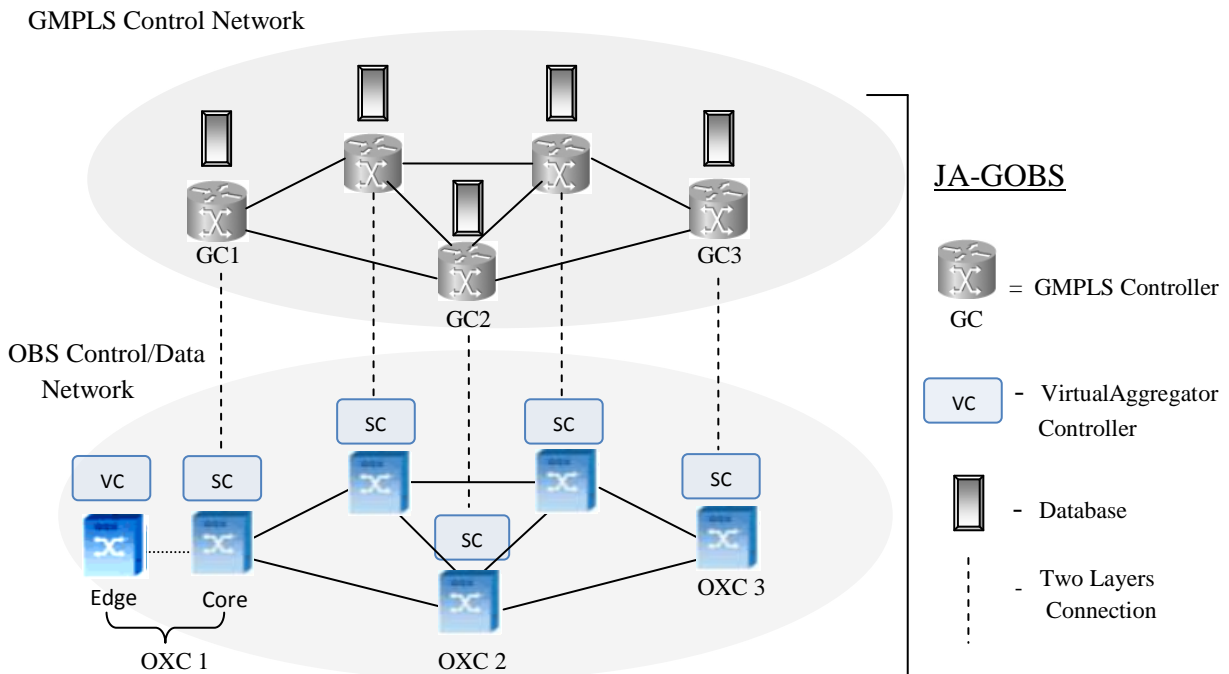 GMPLS Control Network
GC1
GC2
GC3
OBS Control/Data
Network
VC
SC
SC
SC
SC
SC
Edge
Core
OXC 1
OXC 2
OXC 3
JA-GOBS
GC
= GMPLS Controller
VC
- VirtualAggregator
Controller
- Database
- Two Layers
Connection